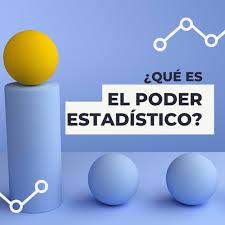 ¿QUÉ ES
EL PODER
ESTADÍSTICO?